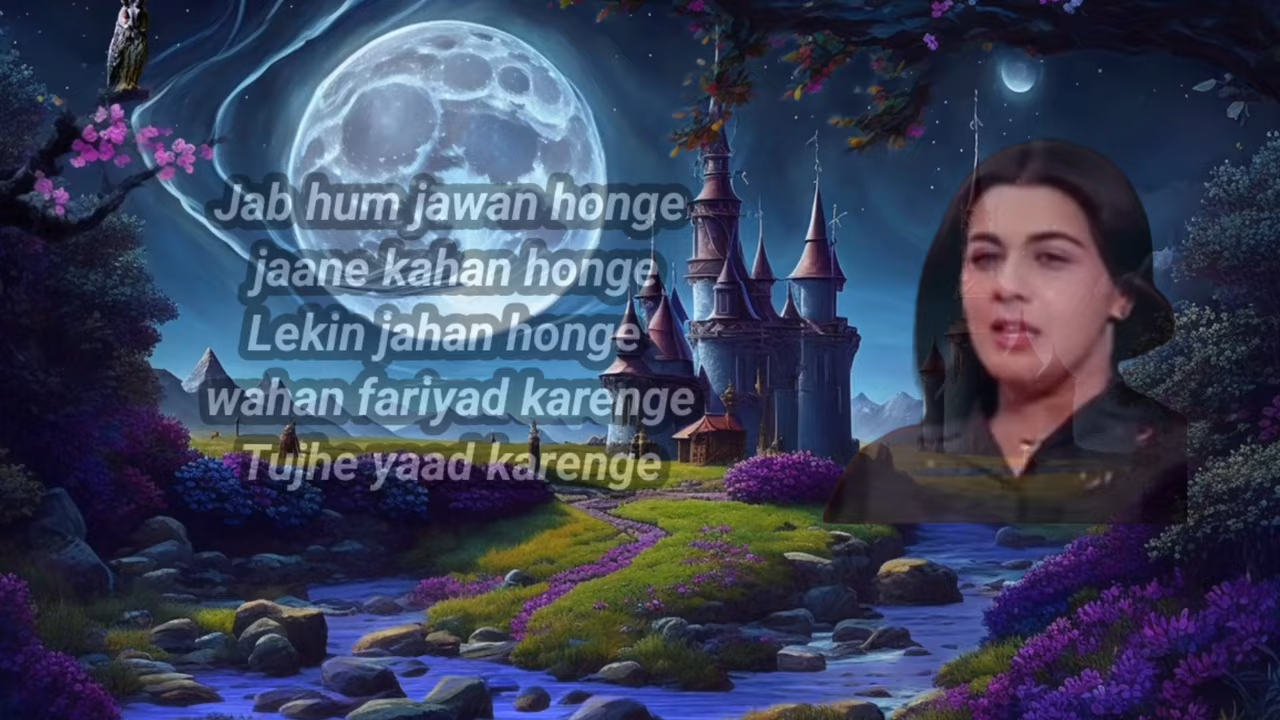 Jab hum jawan honge
jaane kahan honge
Lekin jahan honge
wahan fariyad karenge
Tujhe yaad karenge